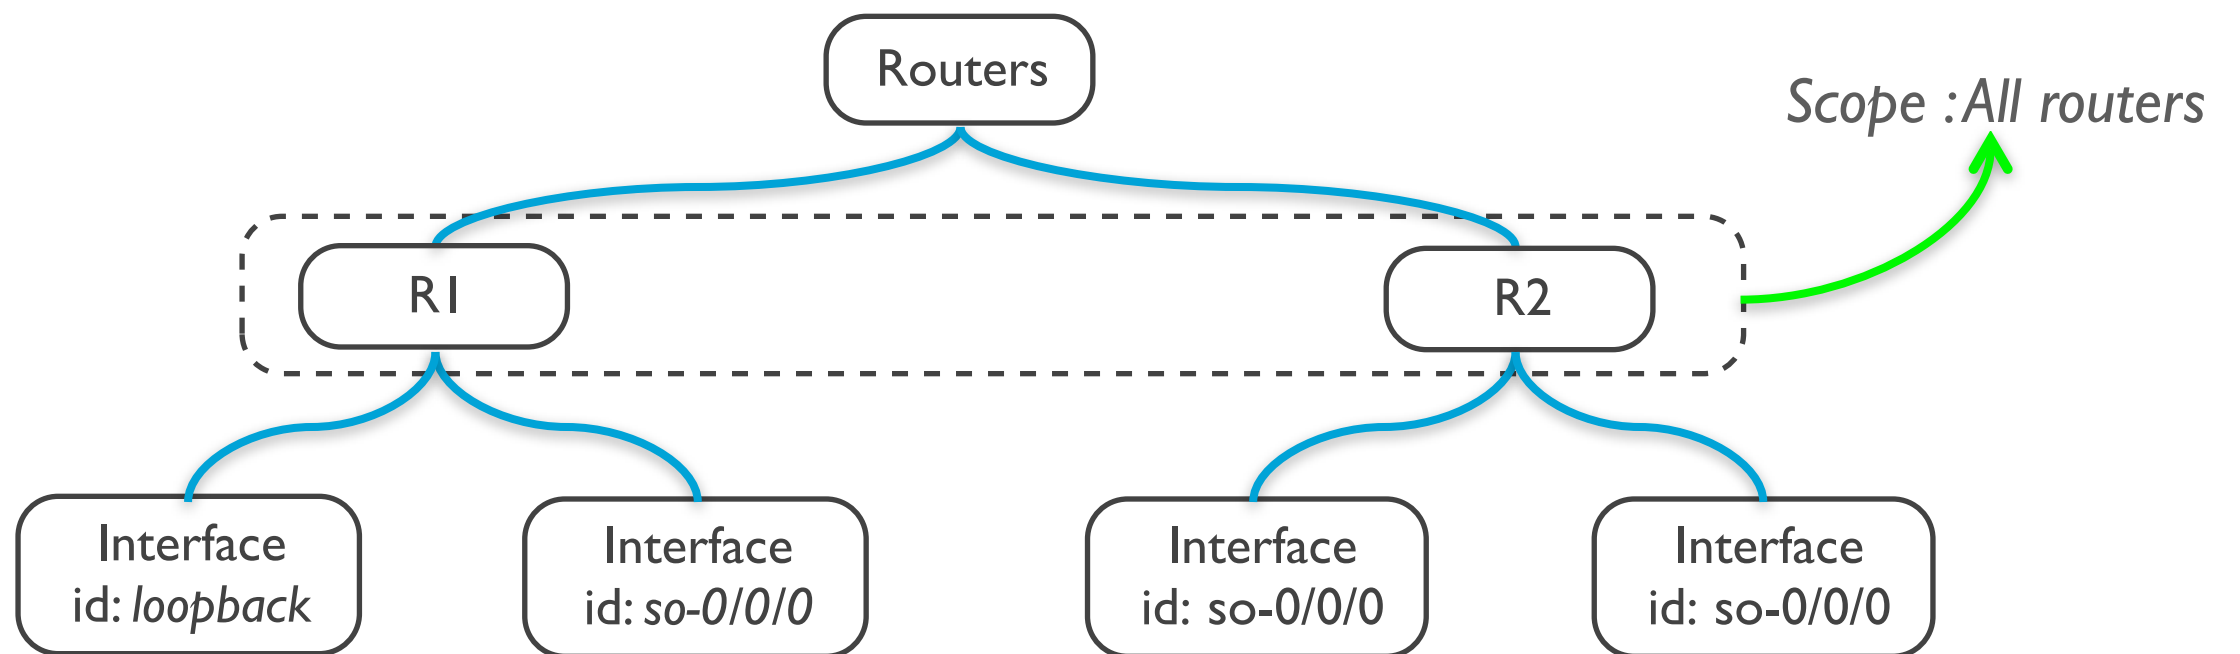 Routers
Scope : All routers
R1
R2
Interface
id: loopback
Interface
id: so-0/0/0
Interface
id: so-0/0/0
Interface
id: so-0/0/0